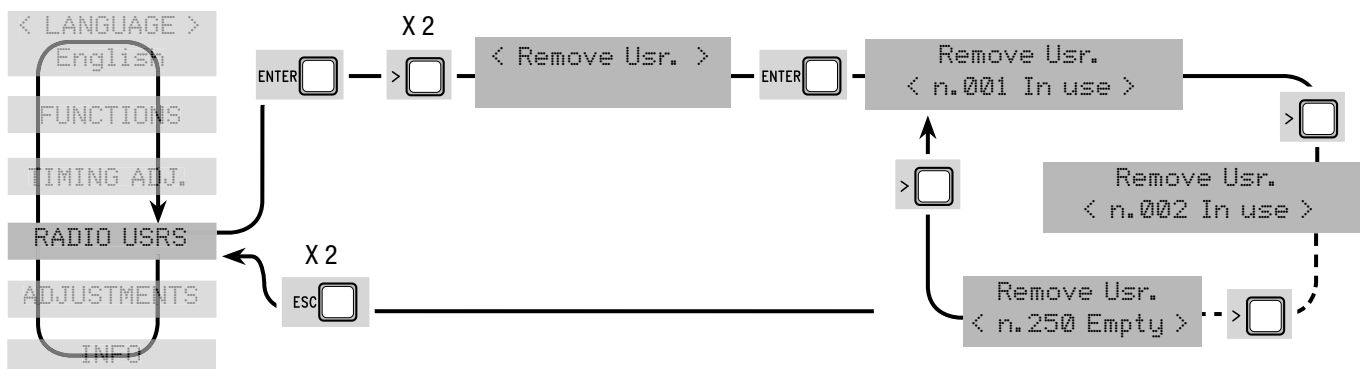 < LANGUAGE >
English
FUNCTIONS
TIMING ADJ.
RADIO USRS
ADJUSTMENTS
INFO
ENTER
X 2
>
< Remove Usr. >
ENTER
Remove Usr.
< n.001 In use >
>
Remove Usr.
< n.002 In use >
>
Remove Usr.
< n.250 Empty >
>
X 2
ESC